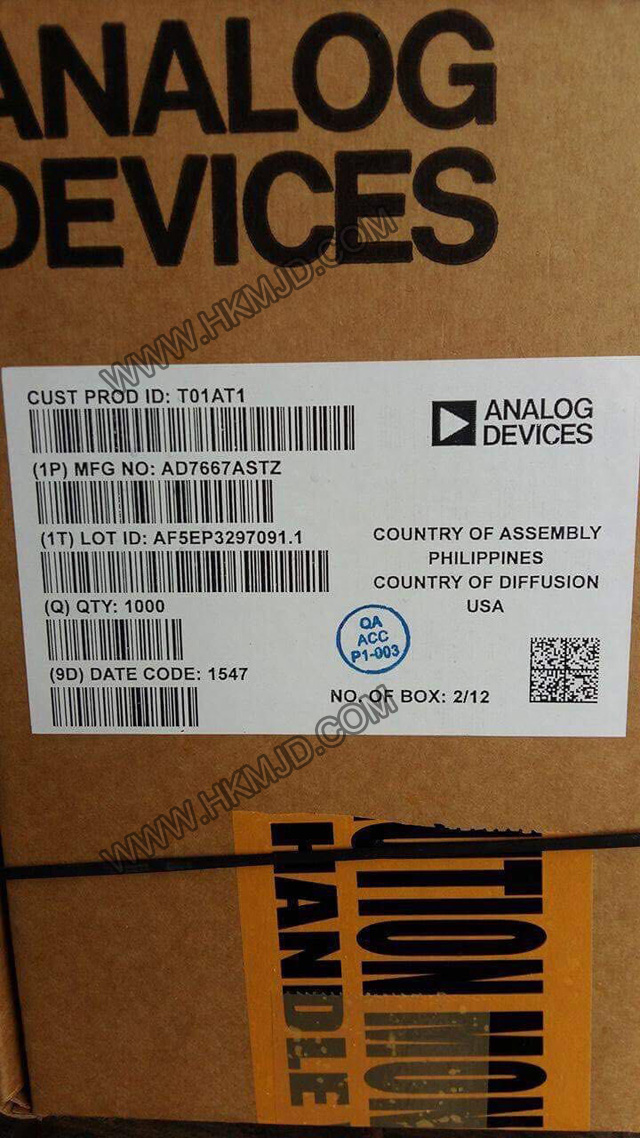 ANALOG
DEVICES
WWW.HKMJD.COM
CUST PROD ID: T01AT1
ANALOG
DEVICES
(1P) MFG NO: AD7667ASTZ
(1T) LOT ID: AF5EP3297091.1
COUNTRY OF ASSEMBLY
PHILIPPINES
COUNTRY OF DIFFUSION
USA
(Q) QTY: 1000
QA
ACC
P1-003
(9D) DATE CODE: 1547
NO. OF BOX: 2/12
WWW.HKMJD.COM
HANDLE